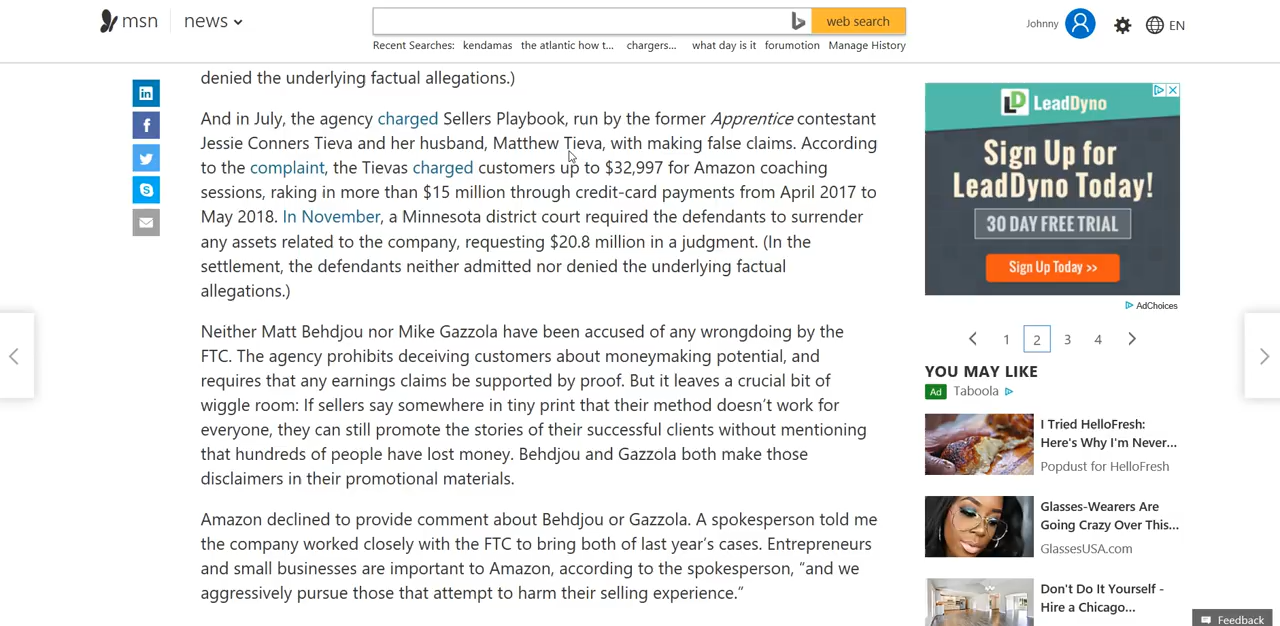 msn
news
web search
Johnny
EN
Recent Searches: kendamas the atlantic how t... chargers... what day is it forumotion Manage History
denied the underlying factual allegations.)
And in July, the agency charged Sellers Playbook, run by the former Apprentice contestant
Jessie Conners Tieva and her husband, Matthew Tieva, with making false claims. According
to the complaint, the Tievas charged customers up to $32,997 for Amazon coaching
sessions, raking in more than $15 million through credit-card payments from April 2017 to
May 2018. In November, a Minnesota district court required the defendants to surrender
any assets related to the company, requesting $20.8 million in a judgment. (In the
settlement, the defendants neither admitted nor denied the underlying factual
allegations.)
Neither Matt Behdjou nor Mike Gazzola have been accused of any wrongdoing by the
FTC. The agency prohibits deceiving customers about moneymaking potential, and
requires that any earnings claims be supported by proof. But it leaves a crucial bit of
wiggle room: If sellers say somewhere in tiny print that their method doesn't work for
everyone, they can still promote the stories of their successful clients without mentioning
that hundreds of people have lost money. Behdjou and Gazzola both make those
disclaimers in their promotional materials.
Amazon declined to provide comment about Behdjou or Gazzola. A spokesperson told me
the company worked closely with the FTC to bring both of last year's cases. Entrepreneurs
and small businesses are important to Amazon, according to the spokesperson, “and we
aggressively pursue those that attempt to harm their selling experience.”
LeadDyno
Sign Up for
LeadDyno Today!
30 DAY FREE TRIAL
Sign Up Today >>
AdChoices
1 2 3 4
YOU MAY LIKE
Ad Taboola
I Tried HelloFresh:
Here's Why I'm Never...
Popdust for HelloFresh
Glasses-Wearers Are
Going Crazy Over This...
GlassesUSA.com
Don't Do It Yourself -
Hire a Chicago...
Feedback